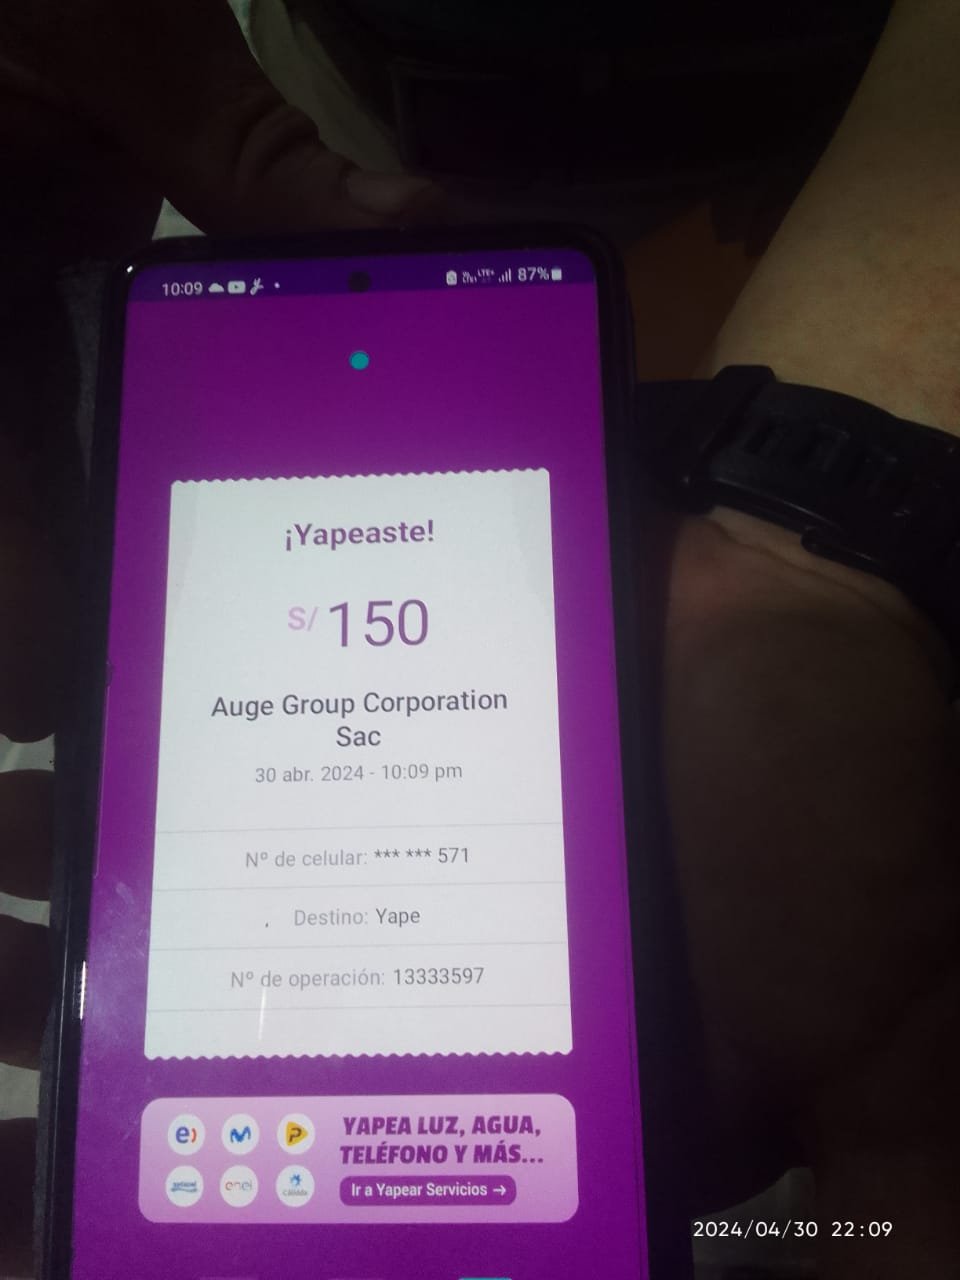 10:09
LTE+
87%
¡Yapeaste!
S/ 150
Auge Group Corporation
Sac
30 abr. 2024 - 10:09 pm
Nº de celular: *** *** 571
Destino: Yape
Nº de operación: 13333597
e)
P
YAPEA LUZ, AGUA,
TELÉFONO Y MÁS...
enel
Cálidda
Ir a Yapear Servicios →
2024/04/30 22:09